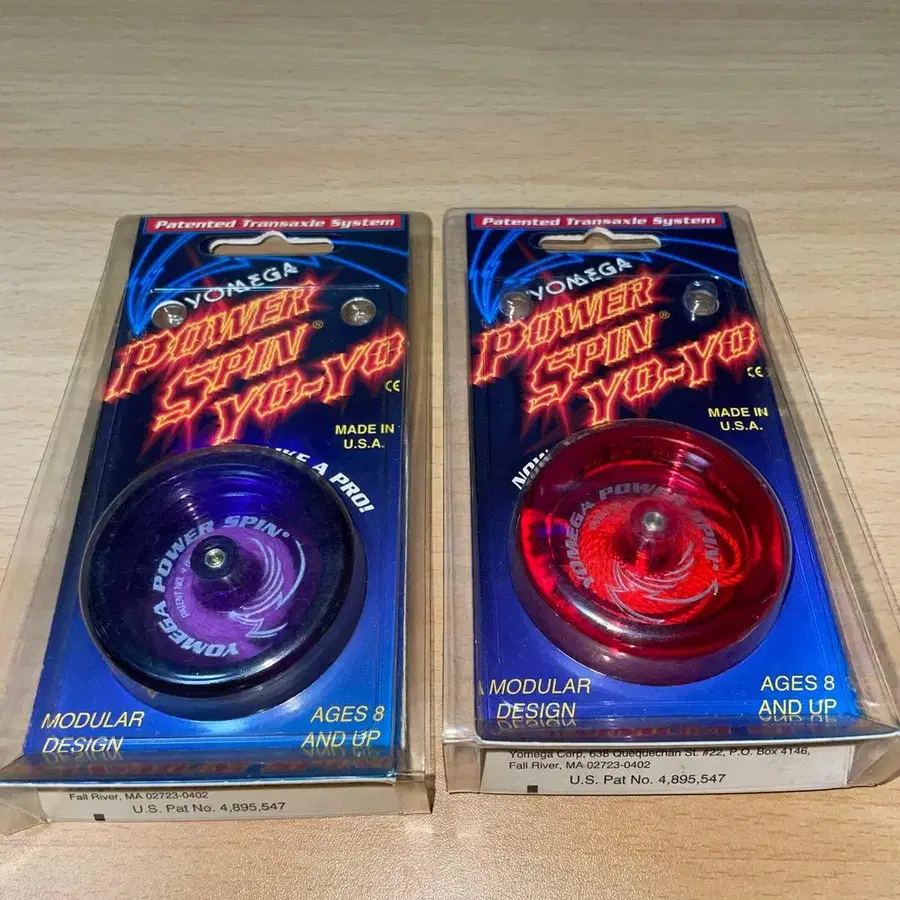 Patented Transaxle System
YOMEGA
POWER
SPIN®
YO-YO
CE
MADE IN
U.S.A.
A PRO!
YOMEGA POWER SPIN®
PATENT NO.
MODULAR
DESIGN
AGES 8
AND UP
Fall River, MA 02723-0402
U.S. Pat No. 4,895,547
Patented Transaxle System
YOMEGA
POWER
SPIN®
YO-YO
CE
MADE IN
U.S.A.
NOW
YOMEGA POWER SPIN®
MODULAR
DESIGN
AGES 8
AND UP
Yomega Corp, 638 Quequechan St. #22, P.O. Box 4146,
Fall River, MA 02723-0402
U.S. Pat No. 4,895,547